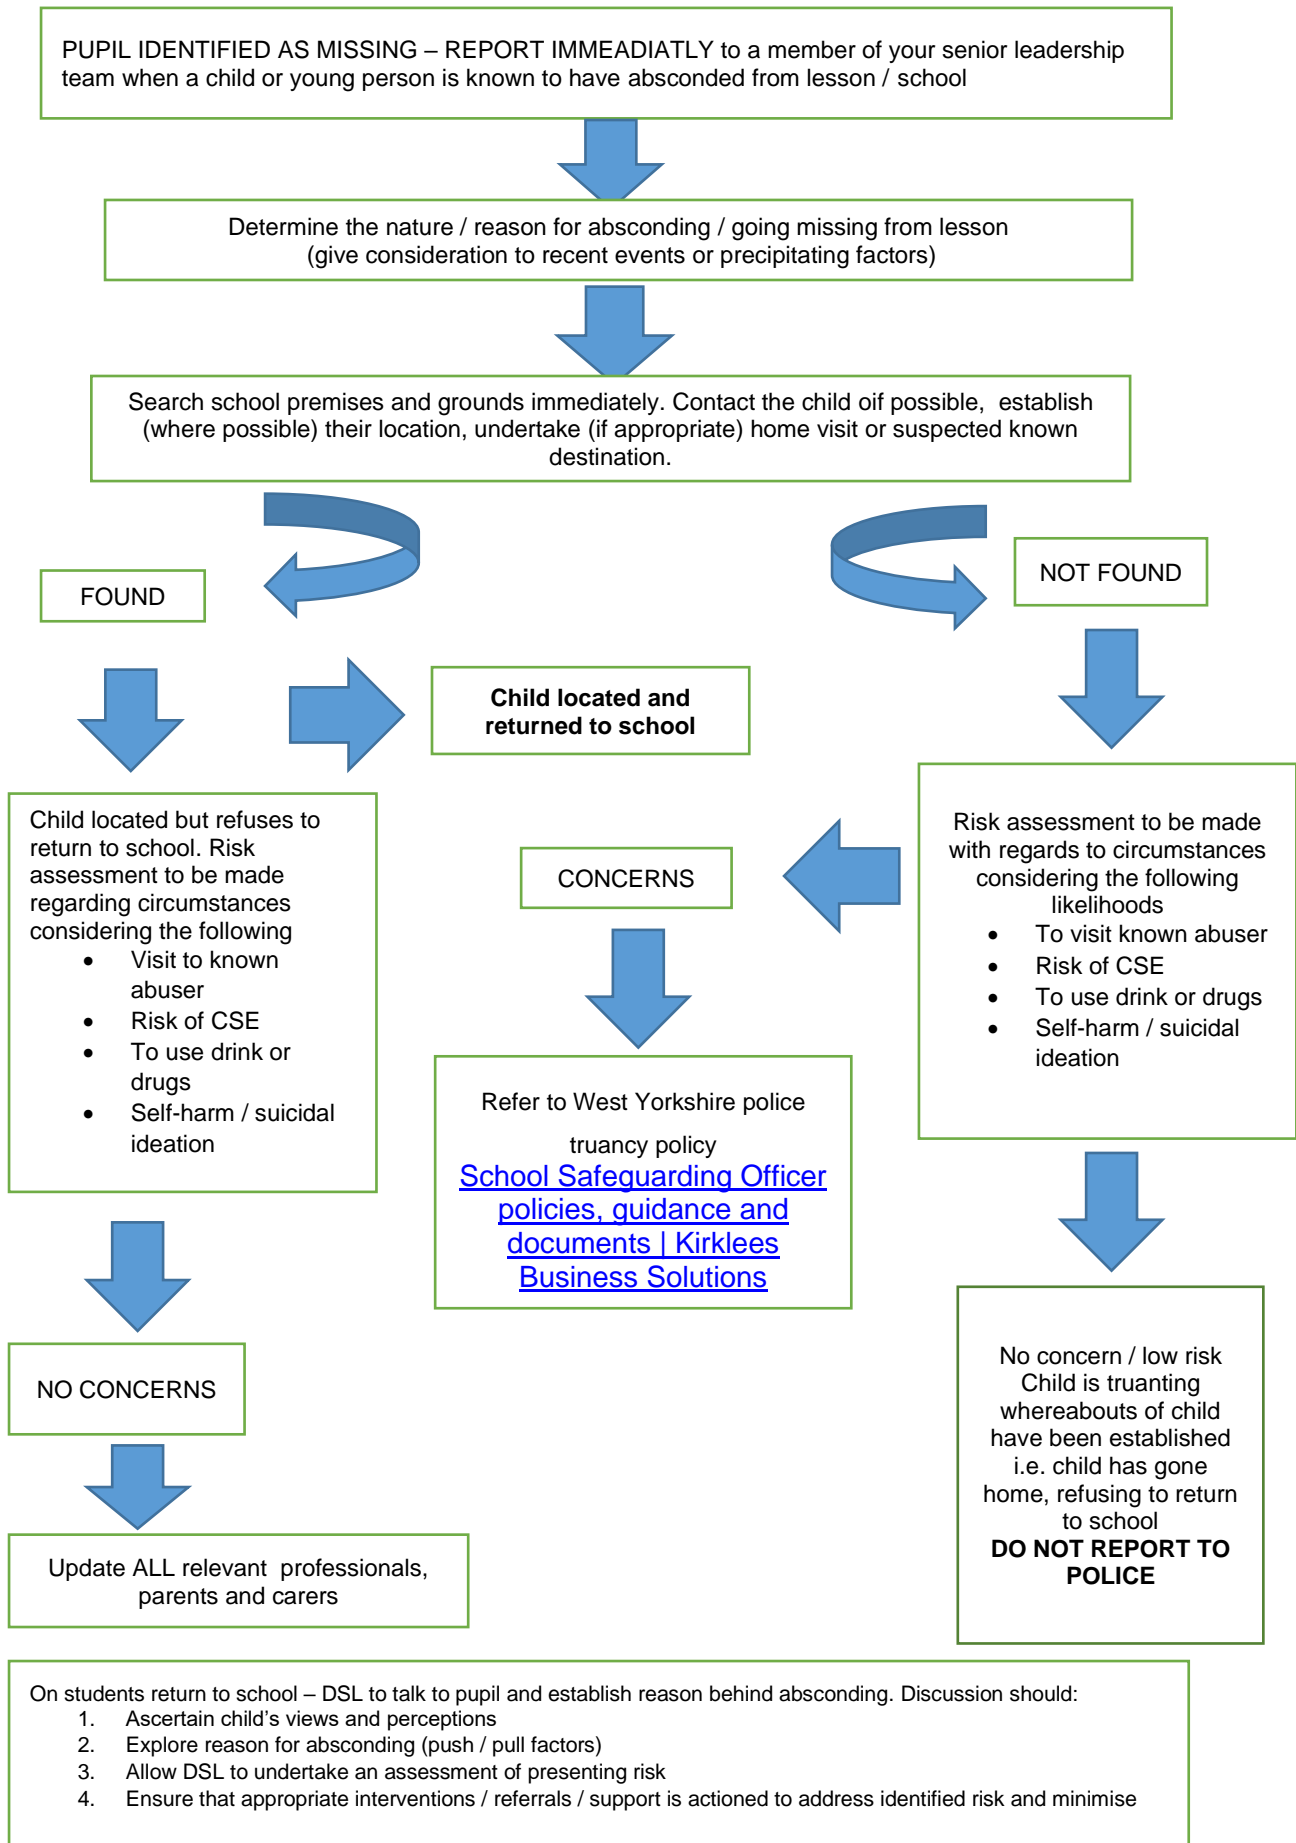 PUPIL IDENTIFIED AS MISSING – REPORT IMMEADIATLY to a member of your senior leadership
team when a child or young person is known to have absconded from lesson / school
Determine the nature / reason for absconding / going missing from lesson
(give consideration to recent events or precipitating factors)
Search school premises and grounds immediately. Contact the child oif possible, establish
(where possible) their location, undertake (if appropriate) home visit or suspected known
destination.
FOUND
NOT FOUND
Child located and
returned to school
Child located but refuses to
return to school. Risk
assessment to be made
regarding circumstances
considering the following
• Visit to known
abuser
• Risk of CSE
• To use drink or
drugs
• Self-harm / suicidal
ideation
CONCERNS
Risk assessment to be made
with regards to circumstances
considering the following
likelihoods
• To visit known abuser
• Risk of CSE
• To use drink or drugs
• Self-harm / suicidal
ideation
Refer to West Yorkshire police
truancy policy
School Safeguarding Officer
policies, guidance and
documents | Kirklees
Business Solutions
NO CONCERNS
No concern / low risk
Child is truanting
whereabouts of child
have been established
i.e. child has gone
home, refusing to return
to school
DO NOT REPORT TO
POLICE
Update ALL relevant professionals,
parents and carers
On students return to school – DSL to talk to pupil and establish reason behind absconding. Discussion should:
1. Ascertain child's views and perceptions
2. Explore reason for absconding (push / pull factors)
3. Allow DSL to undertake an assessment of presenting risk
4. Ensure that appropriate interventions / referrals / support is actioned to address identified risk and minimise